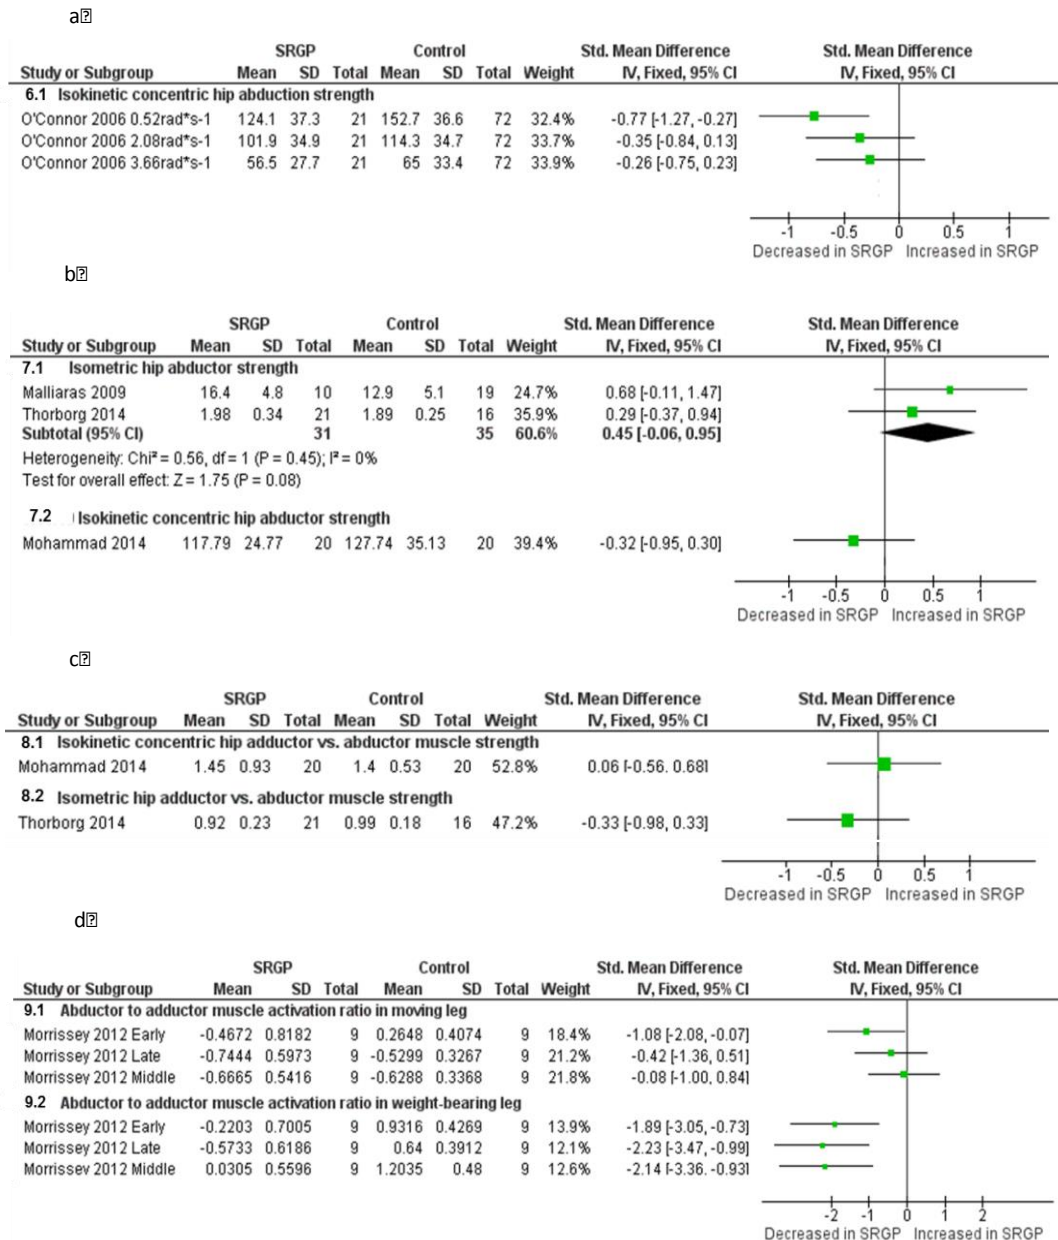 a
SRGP Control Std. Mean Difference Std. Mean Difference
Study or Subgroup Mean SD Total Mean SD Total Weight IV, Fixed, 95% CI IV, Fixed, 95% CI
6.1 Isokinetic concentric hip abduction strength
O'Connor 2006 0.52rad*s-1 124.1 37.3 21 152.7 36.6 72 32.4% -0.77 [-1.27, -0.27]
O'Connor 2006 2.08rad*s-1 101.9 34.9 21 114.3 34.7 72 33.7% -0.35 [-0.84, 0.13]
O'Connor 2006 3.66rad*s-1 56.5 27.7 21 65 33.4 72 33.9% -0.26 [-0.75, 0.23]
-1 -0.5 0 0.5 1
Decreased in SRGP Increased in SRGP
b
SRGP Control Std. Mean Difference Std. Mean Difference
Study or Subgroup Mean SD Total Mean SD Total Weight IV, Fixed, 95% CI IV, Fixed, 95% CI
7.1 Isometric hip abductor strength
Malliaras 2009 16.4 4.8 10 12.9 5.1 19 24.7% 0.68 [-0.11, 1.47]
Thorborg 2014 1.98 0.34 21 1.89 0.25 16 35.9% 0.29 [-0.37, 0.94]
Subtotal (95% CI) 31 35 60.6% 0.45 [-0.06, 0.95]
Heterogeneity: Chi² = 0.56, df = 1 (P = 0.45); I² = 0%
Test for overall effect: Z = 1.75 (P = 0.08)
7.2 Isokinetic concentric hip abductor strength
Mohammad 2014 117.79 24.77 20 127.74 35.13 20 39.4% -0.32 [-0.95, 0.30]
-1 -0.5 0 0.5 1
Decreased in SRGP Increased in SRGP
c
SRGP Control Std. Mean Difference Std. Mean Difference
Study or Subgroup Mean SD Total Mean SD Total Weight IV, Fixed, 95% CI IV, Fixed, 95% CI
8.1 Isokinetic concentric hip adductor vs. abductor muscle strength
Mohammad 2014 1.45 0.93 20 1.4 0.53 20 52.8% 0.06 [-0.56, 0.68]
8.2 Isometric hip adductor vs. abductor muscle strength
Thorborg 2014 0.92 0.23 21 0.99 0.18 16 47.2% -0.33 [-0.98, 0.33]
-1 -0.5 0 0.5 1
Decreased in SRGP Increased in SRGP
d
SRGP Control Std. Mean Difference Std. Mean Difference
Study or Subgroup Mean SD Total Mean SD Total Weight IV, Fixed, 95% CI IV, Fixed, 95% CI
9.1 Abductor to adductor muscle activation ratio in moving leg
Morrissey 2012 Early -0.4672 0.8182 9 0.2648 0.4074 9 18.4% -1.08 [-2.08, -0.07]
Morrissey 2012 Late -0.7444 0.5973 9 -0.5299 0.3267 9 21.2% -0.42 [-1.36, 0.51]
Morrissey 2012 Middle -0.6665 0.5416 9 -0.6288 0.3368 9 21.8% -0.08 [-1.00, 0.84]
9.2 Abductor to adductor muscle activation ratio in weight-bearing leg
Morrissey 2012 Early -0.2203 0.7005 9 0.9316 0.4269 9 13.9% -1.89 [-3.05, -0.73]
Morrissey 2012 Late -0.5733 0.6186 9 0.64 0.3912 9 12.1% -2.23 [-3.47, -0.99]
Morrissey 2012 Middle 0.0305 0.5596 9 1.2035 0.48 9 12.6% -2.14 [-3.36, -0.93]
-2 -1 0 1 2
Decreased in SRGP Increased in SRGP